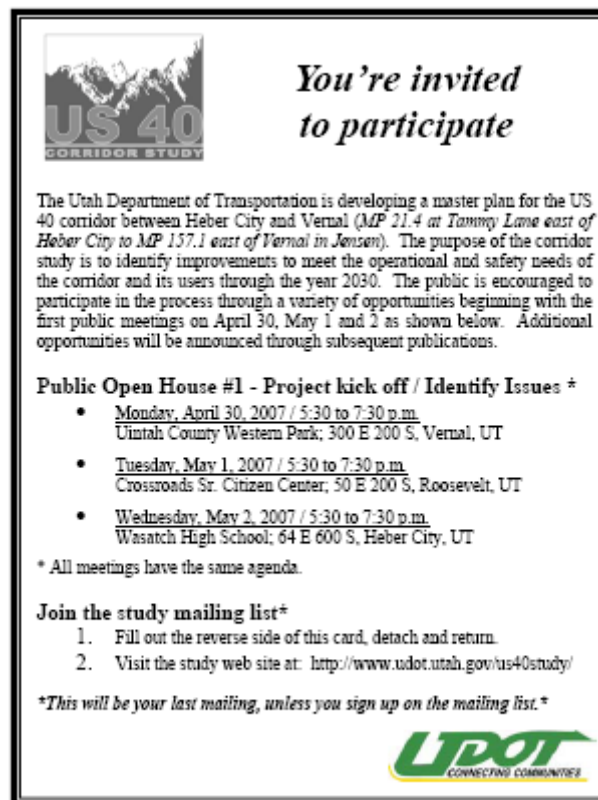 US 40
CORRIDOR STUDY
You're invited
to participate
The Utah Department of Transportation is developing a master plan for the US
40 corridor between Heber City and Vernal (MP 21.4 at Tammy Lane east of
Heber City to MP 157.1 east of Vernal in Jensen). The purpose of the corridor
study is to identify improvements to meet the operational and safety needs of
the corridor and its users through the year 2030. The public is encouraged to
participate in the process through a variety of opportunities beginning with the
first public meetings on April 30, May 1 and 2 as shown below. Additional
opportunities will be announced through subsequent publications.
Public Open House #1 - Project kick off / Identify Issues *
• Monday, April 30, 2007 / 5:30 to 7:30 p.m.
Uintah County Western Park; 300 E 200 S, Vernal, UT
• Tuesday, May 1, 2007 / 5:30 to 7:30 p.m.
Crossroads Sr. Citizen Center; 50 E 200 S, Roosevelt, UT
• Wednesday, May 2, 2007 / 5:30 to 7:30 p.m.
Wasatch High School; 64 E 600 S, Heber City, UT
* All meetings have the same agenda.
Join the study mailing list*
1. Fill out the reverse side of this card, detach and return.
2. Visit the study web site at: http://www.udot.utah.gov/us40study/
*This will be your last mailing, unless you sign up on the mailing list.*
UDOT
CONNECTING COMMUNITIES